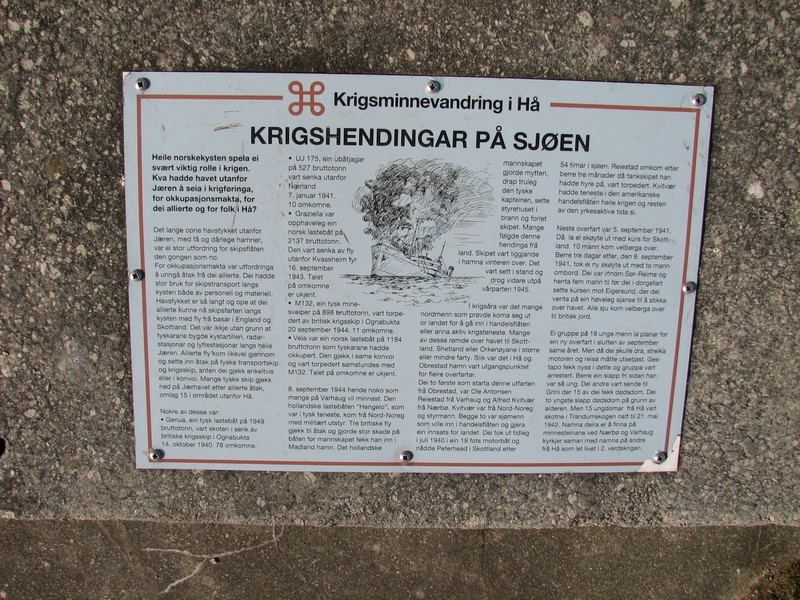 Krigsminnevandring i Hå
KRIGSHENDINGAR PÅ SJØEN
Heile norskekysten spela ei
svært viktig rolle i krigen.
Kva hadde havet utanfor
Jæren å seia i krigføringa,
for okkupasjonsmakta, for
dei allierte og for folk i Hå?
Det lange opne havstykket utanfor
Jæren, med få og dårlege hamner,
var ei stor utfordring for skipsflåten
den gongen som no.
For okkupasjonsmakta var utfordringa
å unngå åtak frå dei allierte. Dei hadde
stor bruk for skipstransport langs
kysten både av personell og materiell.
Havstykket er så langt og ope at dei
allierte kunne nå skipsfarten langs
kysten med fly frå basar i England og
Skottland. Det var ikkje utan grunn at
tyskarane bygde kystartilleri, radar-
stasjonar og lyttestasjonar langs heile
Jæren. Allierte fly kom likevel gjennom
og sette inn åtak på tyske transportskip
og krigsskip, anten dei gjekk enkeltvis
eller i konvoi. Mange tyske skip gjekk
ned på Jærhavet etter allierte åtak,
omlag 15 i området utanfor Hå.
Nokre av desse var:
• Genua, ein tysk lastebåt på 1949
bruttotonn, vart skoten i senk av
britiske krigsskip i Ognabukta
14. oktober 1940. 78 omkomne.
• UJ 175, ein ubåtjagar
på 527 bruttotonn
vart senka utanfor
Nærland
7. januar 1941.
10 omkomne.
• Graziella var
opphaveleg ein
norsk lastebåt på
2137 bruttotonn.
Den vart senka av fly
utanfor Kvassheim fyr
16. september
1943. Talet
på omkomne
er ukjent.
• M132, ein tysk mine-
sveiper på 898 bruttotonn, vart torpe-
dert av britisk krigsskip i Ognabukta
20 september 1944. 11 omkomne.
• Vela var ein norsk lastebåt på 1184
bruttotonn som tyskarane hadde
okkupert. Den gjekk i same konvoi
og vart torpedert samstundes med
M132. Talet på omkomne er ukjent.
8. september 1944 hende noko som
mange på Varhaug vil minnast. Den
hollandske lastebåten "Hengelo", som
var i tysk teneste, kom frå Nord-Noreg
med militært utstyr. Tre britiske fly
gjekk til åtak og gjorde stor skade på
båten før mannskapet fekk han inn i
Madland hamn. Det hollandske
mannskapet
gjorde mytteri,
drap truleg
den tyske
kapteinen, sette
styrehuset i
brann og forlet
skipet. Mange
følgde denne
hendinga frå
land. Skipet vart liggjande
i hamna vinteren over. Det
vart sett i stand og
drog vidare utpå
vårparten 1945.
I krigsåra var det mange
nordmenn som prøvde koma seg ut
or landet for å gå inn i handelsflåten
eller anna aktiv krigsteneste. Mange
av desse rømde over havet til Skott-
land, Shetland eller Orkenøyane i større
eller mindre farty. Slik var det i Hå og.
Obrestad hamn vart utgangspunktet
for fleire overfartar.
Dei to første som starta denne utfarten
frå Obrestad, var Ole Antonsen
Reiestad frå Varhaug og Alfred Kvitvær
frå Nærbø. Kvitvær var frå Nord-Noreg
og styrmann. Begge to var sjømenn
som ville inn i handelsflåten og gjera
ein innsats for landet. Dei tok ut tidleg
i juli 1940 i ein 19 fots motorbåt og
nådde Peterhead i Skottland etter
54 timar i sjøen. Reiestad omkom etter
berre tre månader då tankskipet han
hadde hyre på, vart torpedert. Kvitvær
hadde teneste i den amerikanske
handelsflåten heile krigen og resten
av den yrkesaktive tida si.
Neste overfart var 5. september 1941.
Då la ei skøyte ut med kurs for Skott-
land. 10 mann kom velberga over.
Berre tre dagar etter, den 8. september
1941, tok ei ny skøyte ut med to mann
ombord. Dei var innom Sør-Reime og
henta fem mann til før dei i dorgefart
sette kursen mot Eigersund, der dei
venta på ein høveleg sjanse til å stikka
over havet. Alle sju kom velberga over
til britisk jord.
Ei gruppe på 18 unge menn la planar for
ein ny overfart i slutten av september
same året. Men då dei skulle dra, streika
motoren og reisa måtte utsetjast. Ges-
tapo fekk nyss i dette og gruppa vart
arrestert. Berre ein slapp fri sidan han
var så ung. Dei andre vart sende til
Grini der 15 av dei fekk dødsdom. Dei
to yngste slapp dødsdom på grunn av
alderen. Men 15 ungdomar frå Hå vart
skotne i Trandumskogen natt til 21. mai
1942. Namna deira er å finna på
minnesteinane ved Nærbø og Varhaug
kyrkjer saman med namna på andre
frå Hå som let livet i 2. verdskrigen.